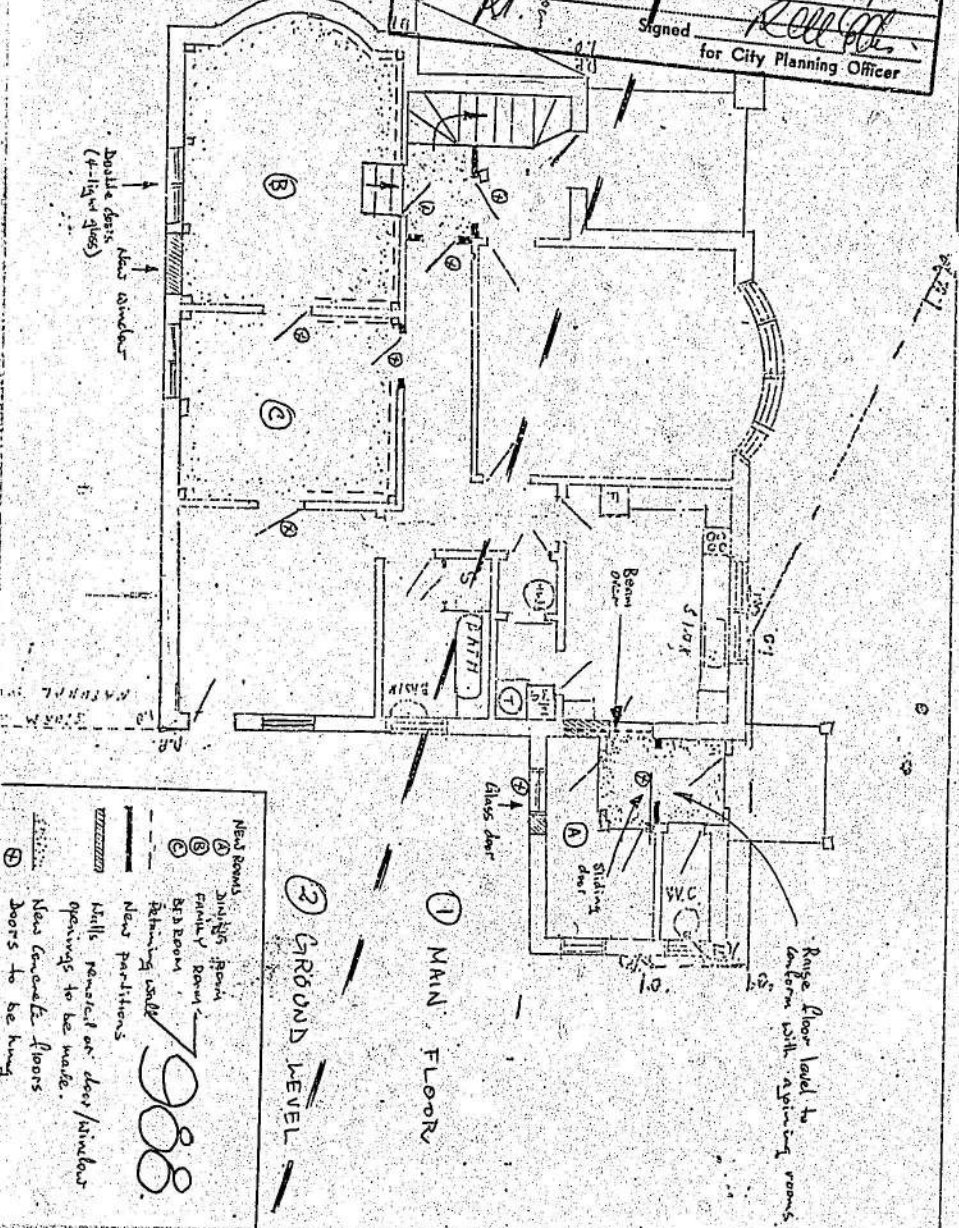 Signed
for City Planning Officer
Double doors
(4-light glass)
New window
B
C
F
Beam
over
SINK
BATH
BASIN
T
Glass door
A
Sliding
door
Raise floor level to
conform with adjoining rooms.
① MAIN FLOOR
② GROUND LEVEL
NEW ROOMS
Ⓐ DINING ROOM
Ⓑ FAMILY ROOM
Ⓒ BEDROOM
Retaining wall
New partitions
Walls removed or door/window
openings to be made.
New Concrete floors
Doors to be hung
1988